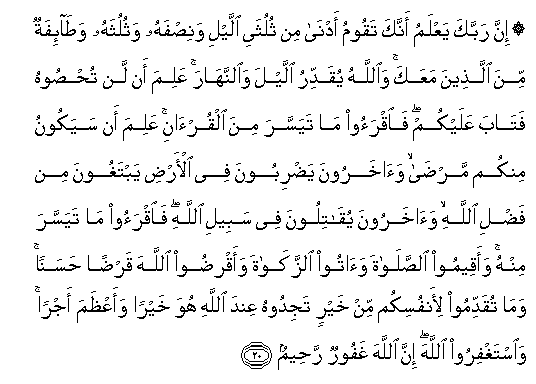 ۞ إِنَّ رَبَّكَ يَعْلَمُ أَنَّكَ تَقُومُ أَدْنَىٰ مِن ثُلُثَيِ ٱلَّيْلِ وَنِصْفَهُۥ وَثُلُثَهُۥ وَطَآئِفَةٌ
مِّنَ ٱلَّذِينَ مَعَكَ ۚ وَٱللَّهُ يُقَدِّرُ ٱلَّيْلَ وَٱلنَّهَارَ ۚ عَلِمَ أَن لَّن تُحْصُوهُ
فَتَابَ عَلَيْكُمْ ۖ فَٱقْرَءُوا۟ مَا تَيَسَّرَ مِنَ ٱلْقُرْءَانِ ۚ عَلِمَ أَن سَيَكُونُ
مِنكُم مَّرْضَىٰ ۙ وَءَاخَرُونَ يَضْرِبُونَ فِى ٱلْأَرْضِ يَبْتَغُونَ مِن
فَضْلِ ٱللَّهِ ۙ وَءَاخَرُونَ يُقَٰتِلُونَ فِى سَبِيلِ ٱللَّهِ ۖ فَٱقْرَءُوا۟ مَا تَيَسَّرَ
مِنْهُ ۚ وَأَقِيمُوا۟ ٱلصَّلَوٰةَ وَءَاتُوا۟ ٱلزَّكَوٰةَ وَأَقْرِضُوا۟ ٱللَّهَ قَرْضًا حَسَنًا ۚ
وَمَا تُقَدِّمُوا۟ لِأَنفُسِكُم مِّنْ خَيْرٍ تَجِدُوهُ عِندَ ٱللَّهِ هُوَ خَيْرًا وَأَعْظَمَ أَجْرًا ۚ
وَٱسْتَغْفِرُوا۟ ٱللَّهَ ۖ إِنَّ ٱللَّهَ غَفُورٌ رَّحِيمٌۢ ٢٠